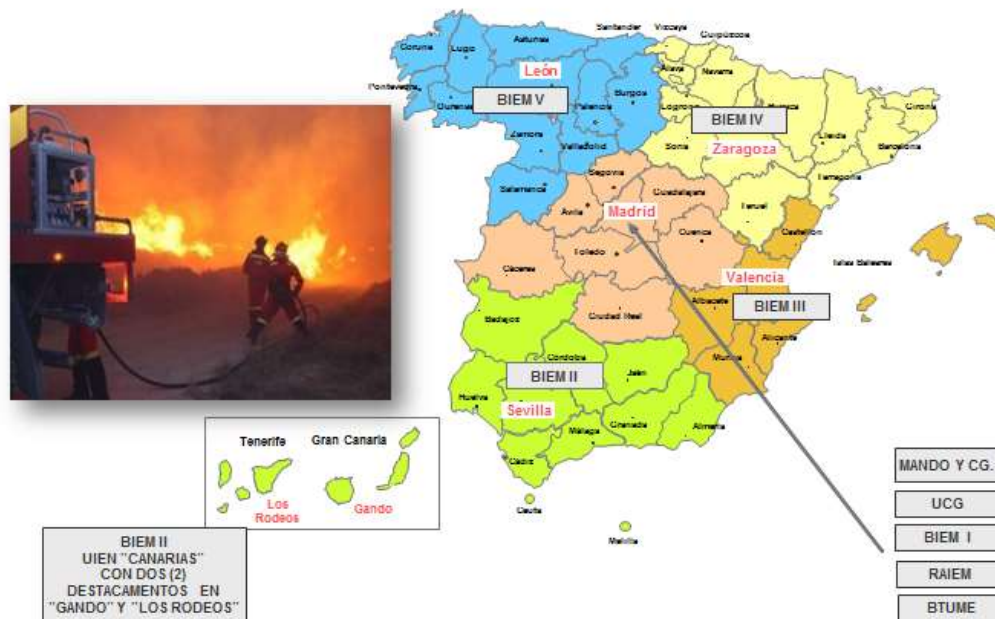 Santander
Vizcaya
Guipúzcoa
Coruña
Lugo
Asturias
Alava
Navarra
León
Pontevedra
Ourense
BIEM V
Palencia
Burgos
Logroño
BIEM IV
Huesca
Girona
Lleida
Zamora
Valladolid
Soria
Zaragoza
Barcelona
Tarragona
Segovia
Salamanca
Guadalajara
Avila
Madrid
Teruel
Castellón
Cuenca
Toledo
Islas Baleares
Cáceres
Valencia
Albacete
BIEM III
Badajoz
Ciudad Real
Alicante
Córdoba
Murcia
BIEM II
Jaén
Huelva
Sevilla
Granada
Almería
Málaga
Cádiz
Tenerife
Gran Canaria
Los
Rodeos
Gando
Ceuta
Melilla
MANDO Y CG.
UCG
BIEM I
RAIEM
BTUME
BIEM II
UIEN "CANARIAS"
CON DOS (2)
DESTACAMENTOS EN
"GANDO" Y "LOS RODEOS"